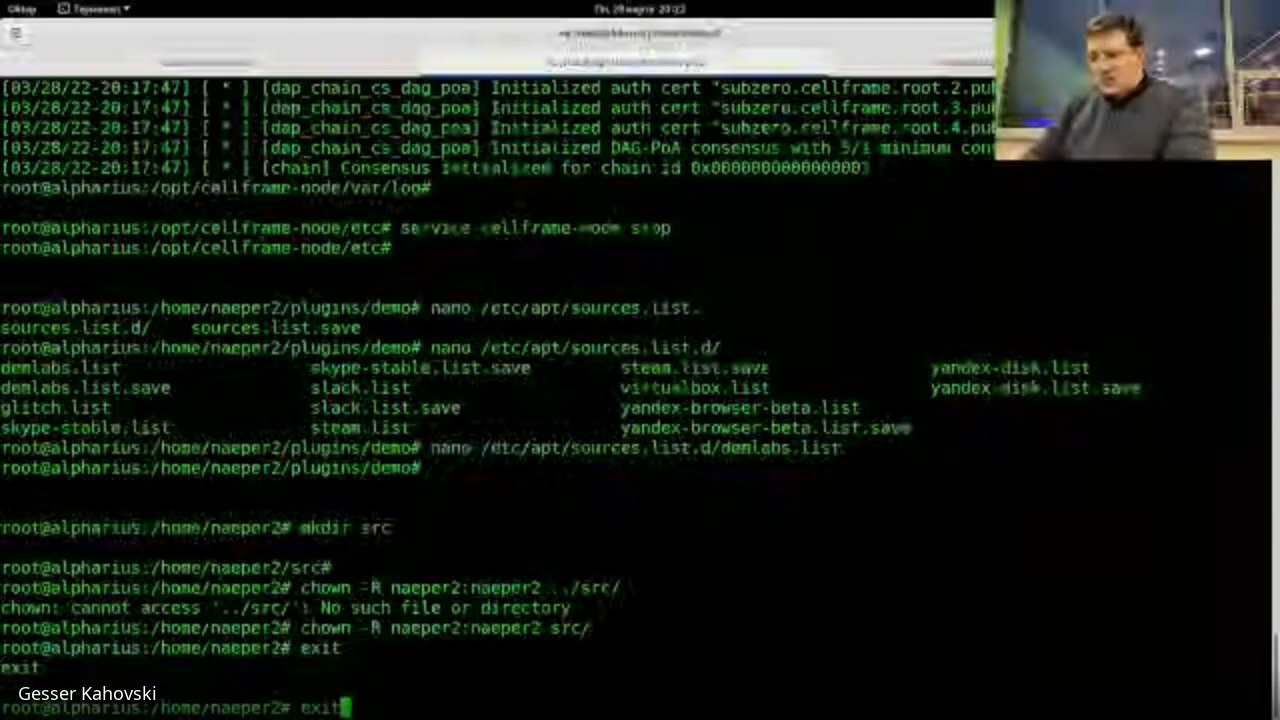 Обзор Терминал
Пн, 28 марта 20:23
[03/28/22-20:17:47] [ * ] [dap_chain_cs_dag_poa] Initialized auth cert "subzero.cellframe.root.2.pub
[03/28/22-20:17:47] [ * ] [dap_chain_cs_dag_poa] Initialized auth cert "subzero.cellframe.root.3.pub
[03/28/22-20:17:47] [ * ] [dap_chain_cs_dag_poa] Initialized auth cert "subzero.cellframe.root.4.pub
[03/28/22-20:17:47] [ * ] [dap_chain_cs_dag_poa] Initialized DAG-PoA consensus with 5/1 minimum con
[03/28/22-20:17:47] [ * ] [chain] Consensus initialized for chain id 0x0000000000000001
root@alpharius:/opt/cellframe-node/var/log#
root@alpharius:/opt/cellframe-node/etc# service cellframe-node stop
root@alpharius:/opt/cellframe-node/etc#
root@alpharius:/home/naeper2/plugins/demo# nano /etc/apt/sources.list.
sources.list.d/ sources.list.save
root@alpharius:/home/naeper2/plugins/demo# nano /etc/apt/sources.list.d/
demlabs.list skype-stable.list.save steam.list.save yandex-disk.list
demlabs.list.save slack.list virtualbox.list yandex-disk.list.save
glitch.list slack.list.save yandex-browser-beta.list
skype-stable.list steam.list yandex-browser-beta.list.save
root@alpharius:/home/naeper2/plugins/demo# nano /etc/apt/sources.list.d/demlabs.list
root@alpharius:/home/naeper2/plugins/demo#
root@alpharius:/home/naeper2# mkdir src
root@alpharius:/home/naeper2/src#
root@alpharius:/home/naeper2# chown -R naeper2:naeper2 ../src/
chown: cannot access '../src/': No such file or directory
root@alpharius:/home/naeper2# chown -R naeper2:naeper2 src/
root@alpharius:/home/naeper2# exit
exit
Gesser Kahovski
root@alpharius:/home/naeper2# exit